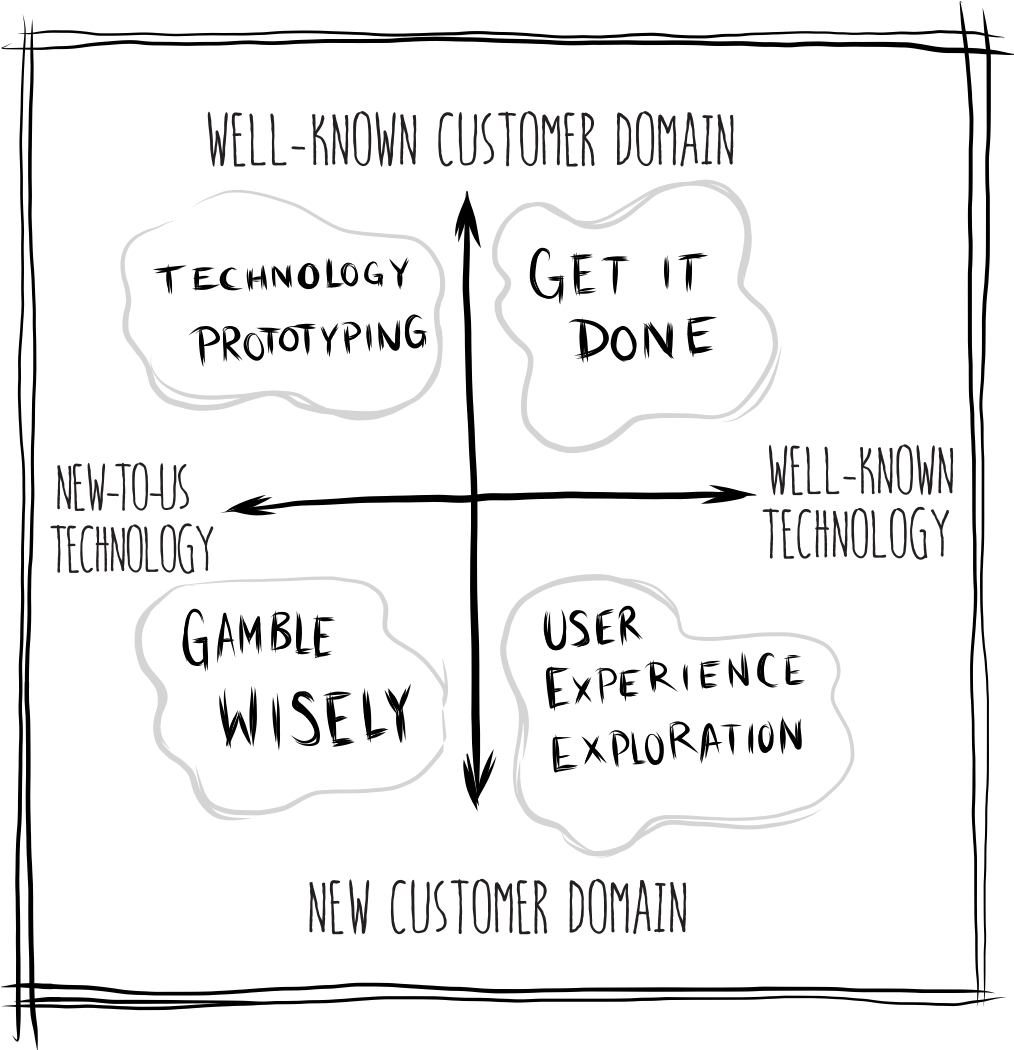 WELL-KNOWN CUSTOMER DOMAIN
TECHNOLOGY
PROTOTYPING
GET IT
DONE
NEW-TO-US
TECHNOLOGY
WELL-KNOWN
TECHNOLOGY
GAMBLE
WISELY
USER
EXPERIENCE
EXPLORATION
NEW CUSTOMER DOMAIN